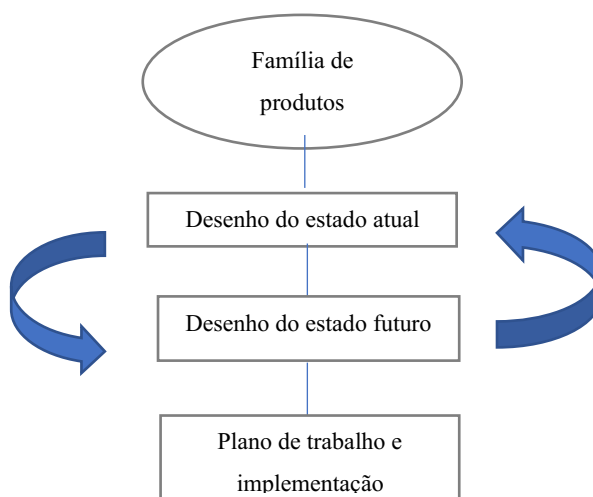 Família de
produtos
Desenho do estado atual
Desenho do estado futuro
Plano de trabalho e
implementação